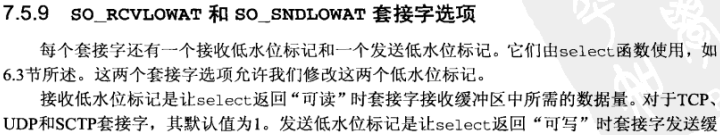 7.5.9 SO_RCVLOWAT 和 SO_SNDLOWAT 套接字选项
每个套接字还有一个接收低水位标记和一个发送低水位标记。它们由select函数使用，如
6.3节所述。这两个套接字选项允许我们修改这两个低水位标记。
接收低水位标记是让select返回“可读”时套接字接收缓冲区中所需的数据量。对于TCP、
UDP和SCTP套接字，其默认值为1。发送低水位标记是让select返回“可写”时套接字发送缓